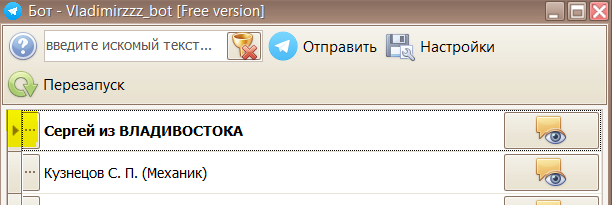 Бот - Vladimirzzz_bot [Free version]
введите искомый текст...
Отправить
Настройки
Перезапуск
Сергей из ВЛАДИВОСТОКА
Кузнецов С. П. (Механик)